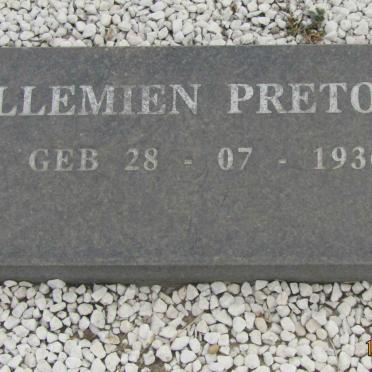 LLEMIEN PRETO
GEB 28 - 07 - 193